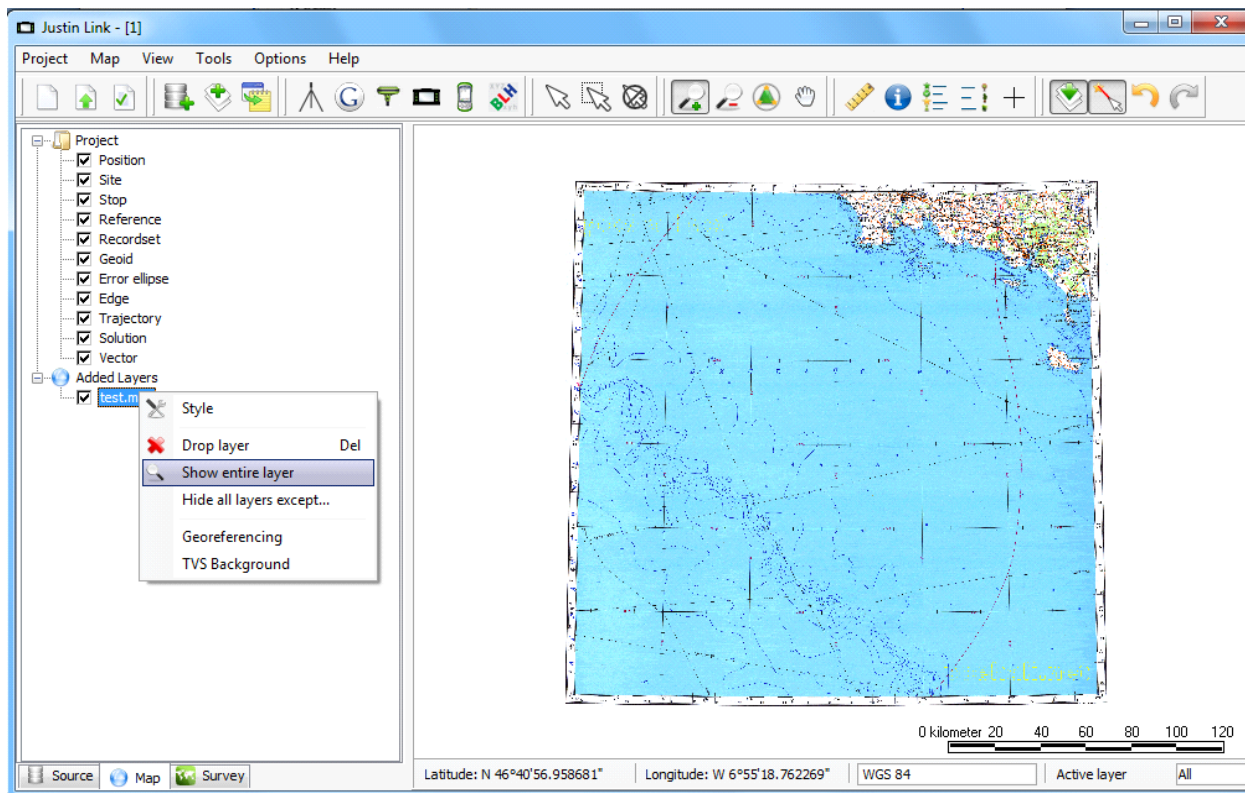 Justin Link - [1]
Project Map View Tools Options Help
Project
Position
Site
Stop
Reference
Recordset
Geoid
Error ellipse
Edge
Trajectory
Solution
Vector
Added Layers
test.m
Style
Drop layer Del
Show entire layer
Hide all layers except...
Georeferencing
TVS Background
0 kilometer 20 40 60 80 100 120
Source Map Survey
Latitude: N 46°40'56.958681" Longitude: W 6°55'18.762269" WGS 84 Active layer All